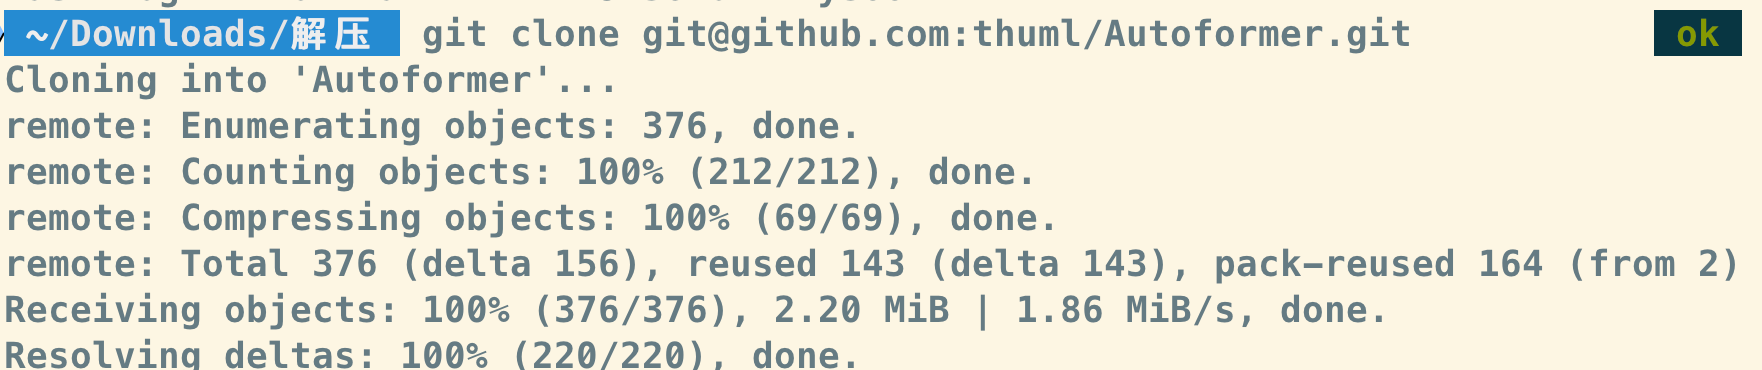 ~/Downloads/解压 git clone git@github.com:thuml/Autoformer.git ok
Cloning into 'Autoformer'...
remote: Enumerating objects: 376, done.
remote: Counting objects: 100% (212/212), done.
remote: Compressing objects: 100% (69/69), done.
remote: Total 376 (delta 156), reused 143 (delta 143), pack-reused 164 (from 2)
Receiving objects: 100% (376/376), 2.20 MiB | 1.86 MiB/s, done.
Resolving deltas: 100% (220/220), done.